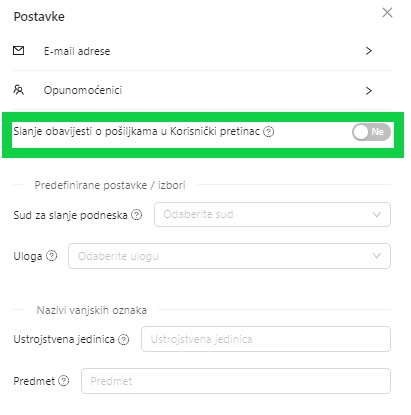 Postavke
E-mail adrese
Opunomoćenici
Slanje obavijesti o pošiljkama u Korisnički pretinac
Ne
Predefinirane postavke / izbori
Sud za slanje podneska
Odaberite sud
Uloga
Odaberite ulogu
Nazivi vanjskih oznaka
Ustrojstvena jedinica
Ustrojstvena jedinica
Predmet
Predmet